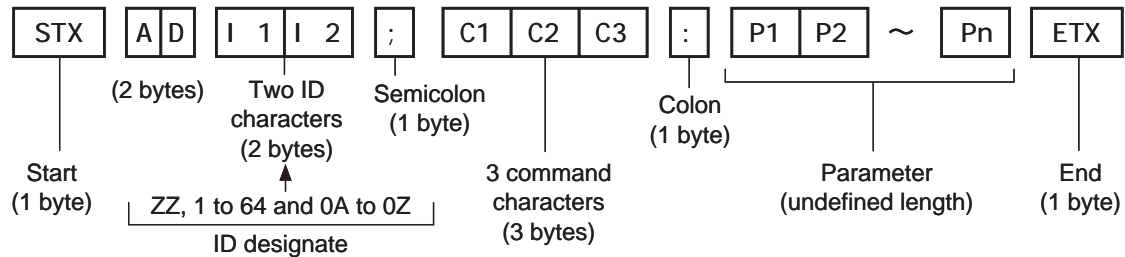 STX A D I 1 I 2 ; C1 C2 C3 : P1 P2 ～ Pn ETX
(2 bytes)
Two ID
characters
(2 bytes)
Semicolon
(1 byte)
Colon
(1 byte)
Start
(1 byte)
ZZ, 1 to 64 and 0A to 0Z
ID designate
3 command
characters
(3 bytes)
Parameter
(undefined length)
End
(1 byte)